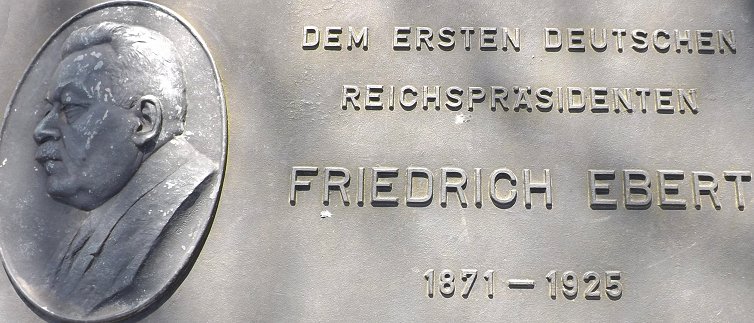 DEM ERSTEN DEUTSCHEN
REICHSPRÄSIDENTEN
FRIEDRICH EBERT
1871 – 1925